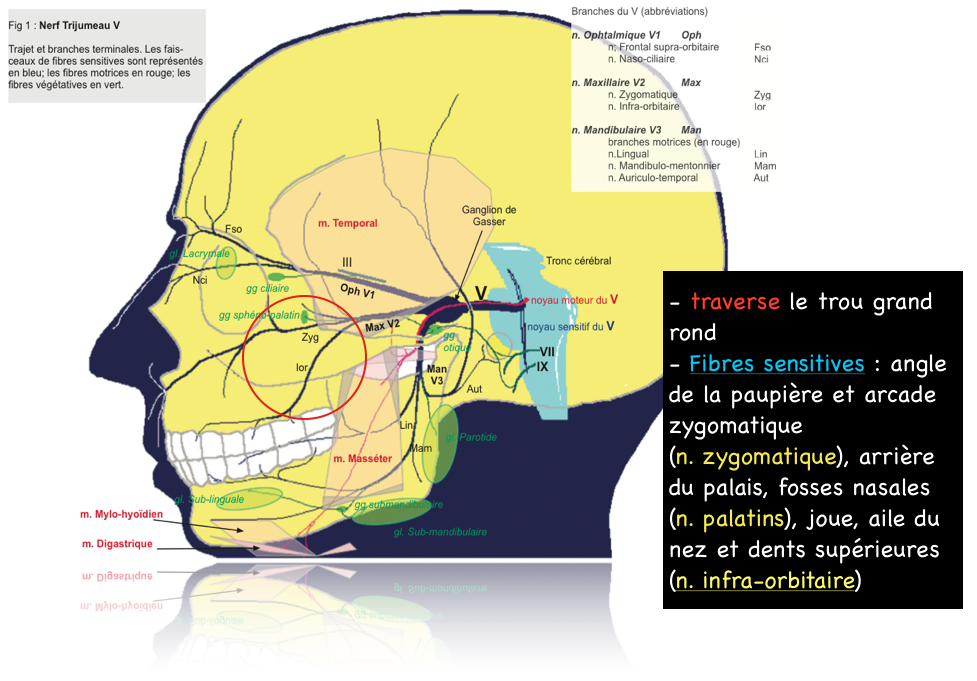 Fig 1 : Nerf Trijumeau V
Trajet et branches terminales. Les fais-
ceaux de fibres sensitives sont représentés
en bleu; les fibres motrices en rouge; les
fibres végétatives en vert.
Branches du V (abbréviations)
n. Ophtalmique V1 Oph
n. Frontal supra-orbitaire Fso
n. Naso-ciliaire Nci
n. Maxillaire V2 Max
n. Zygomatique Zyg
n. Infra-orbitaire Ior
n. Mandibulaire V3 Man
branches motrices (en rouge)
n.Lingual Lin
n. Mandibulo-mentonnier Mam
n. Auriculo-temporal Aut
Ganglion de
Gasser
m. Temporal
Fso
gl. Lacrymale
Tronc cérébral
III
Nci
gg ciliaire
Oph V1
V
noyau moteur du V
gg sphéno-palatin
Max V2
noyau sensitif du V
Zyg
gg
otique
VII
Ior
Man
V3
IX
Aut
Lin
gl. Parotide
Mam
m. Masséter
gl. Sub-linguale
gg submandibulaire
m. Mylo-hyoïdien
gl. Sub-mandibulaire
m. Digastrique
- traverse le trou grand
rond
- Fibres sensitives : angle
de la paupière et arcade
zygomatique
(n. zygomatique), arrière
du palais, fosses nasales
(n. palatins), joue, aile du
nez et dents supérieures
(n. infra-orbitaire)
m. Digastrique
gl. Sub-mandibulaire
m. Mylo-hyoïdien